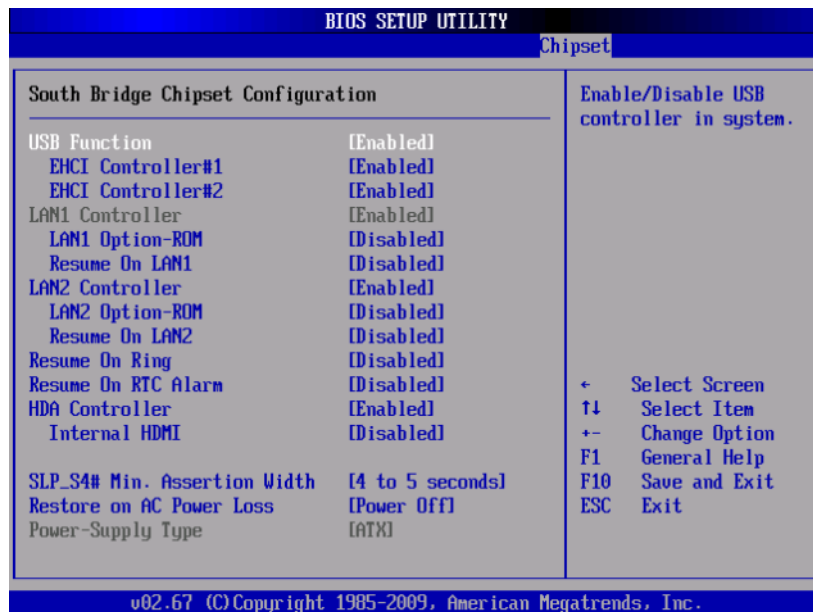 BIOS SETUP UTILITY
Chipset
South Bridge Chipset Configuration
USB Function [Enabled]
EHCI Controller#1 [Enabled]
EHCI Controller#2 [Enabled]
LAN1 Controller [Enabled]
LAN1 Option-ROM [Disabled]
Resume On LAN1 [Disabled]
LAN2 Controller [Enabled]
LAN2 Option-ROM [Disabled]
Resume On LAN2 [Disabled]
Resume On Ring [Disabled]
Resume On RTC Alarm [Disabled]
HDA Controller [Enabled]
Internal HDMI [Disabled]
SLP_S4# Min. Assertion Width [4 to 5 seconds]
Restore on AC Power Loss [Power Off]
Power-Supply Type [ATX]
Enable/Disable USB
controller in system.
← Select Screen
↑↓ Select Item
+- Change Option
F1 General Help
F10 Save and Exit
ESC Exit
v02.67 (C)Copyright 1985-2009, American Megatrends, Inc.